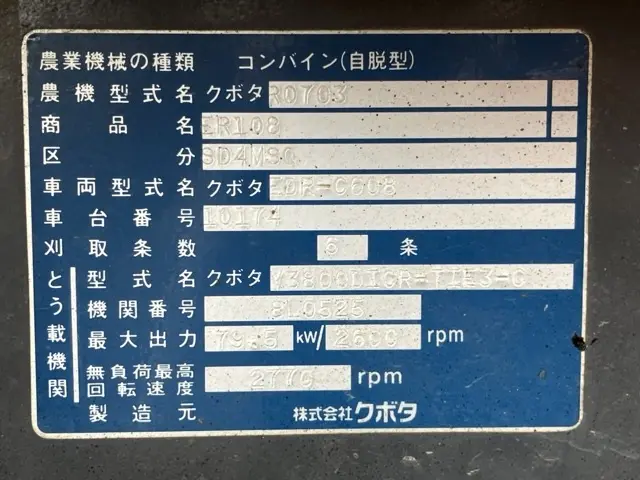 農業機械の種類 コンバイン(自脱型)
農機型式名 クボタ R0703
商品名 ER108
区分 SD4MSQ
車両型式名 クボタ
車台番号 10174
刈取条数 6 条
とう載機関
型式名 クボタ V3800DICR-TIE3-C
機関番号 8L0525
最大出力 79.5 kW/ 2600 rpm
無負荷最高回転速度 2770 rpm
製造元 株式会社クボタ